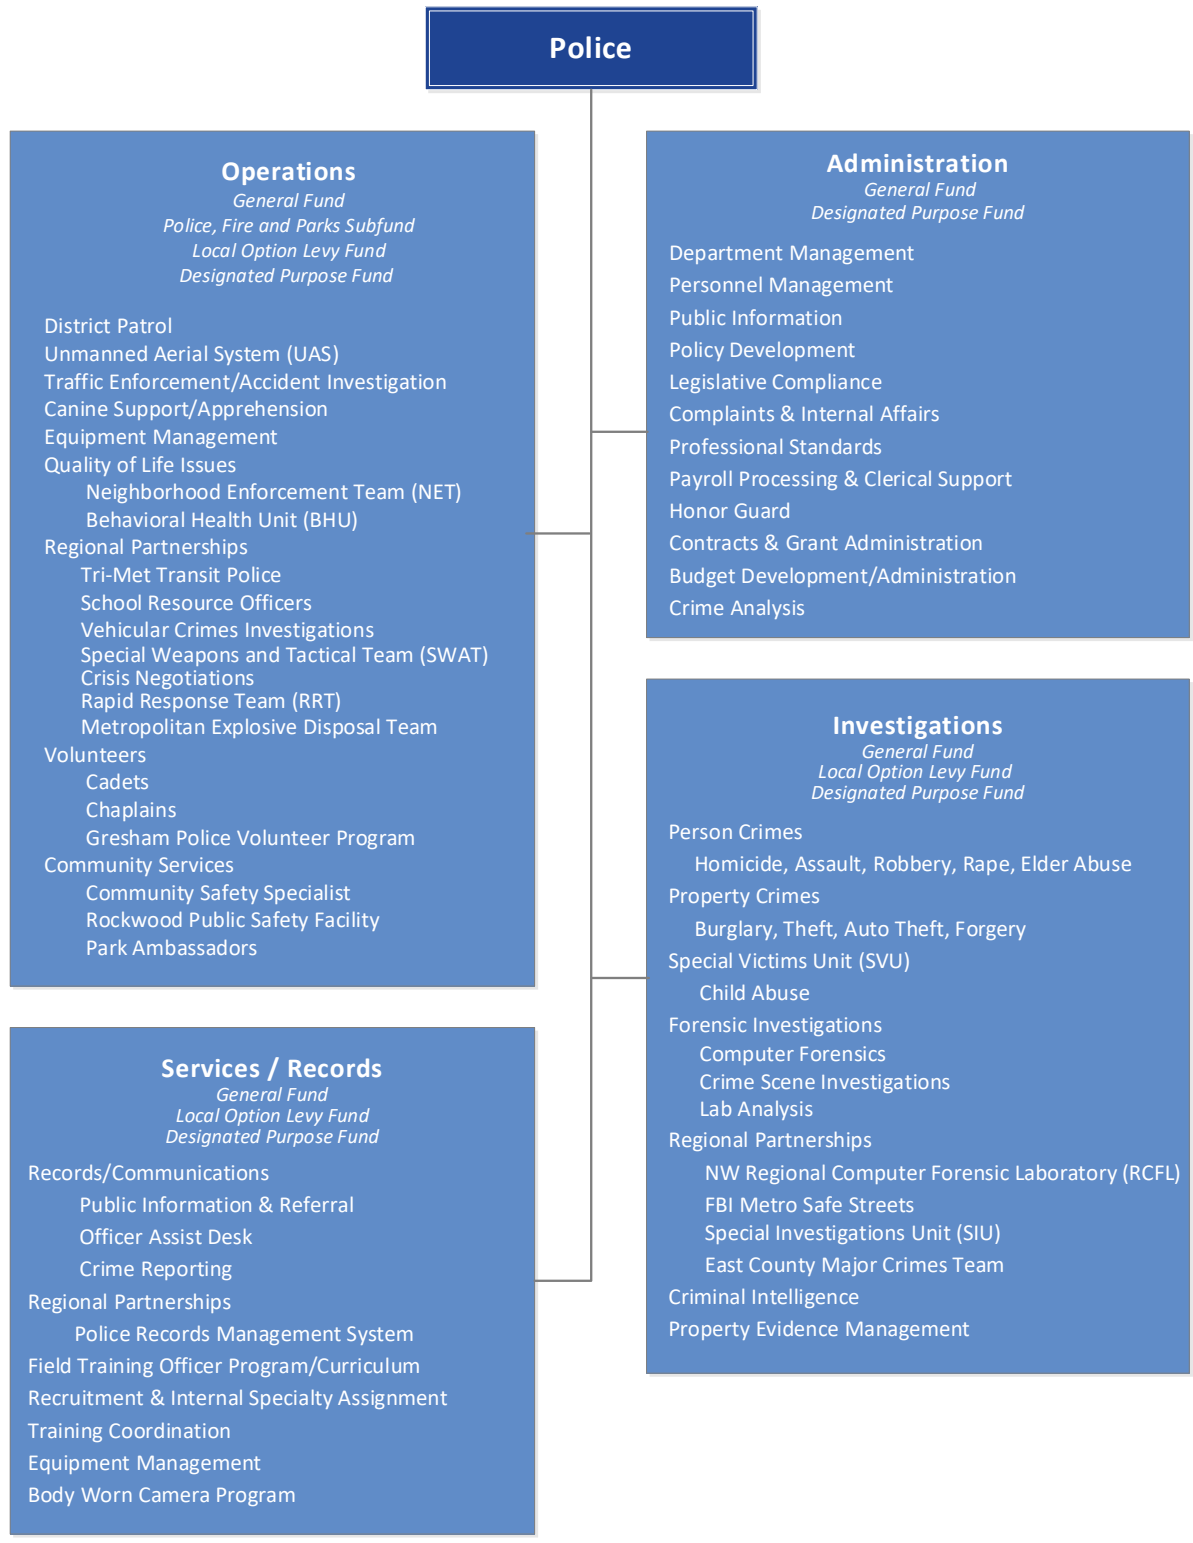 Police
Operations
General Fund
Police, Fire and Parks Subfund
Local Option Levy Fund
Designated Purpose Fund
District Patrol
Unmanned Aerial System (UAS)
Traffic Enforcement/Accident Investigation
Canine Support/Apprehension
Equipment Management
Quality of Life Issues
Neighborhood Enforcement Team (NET)
Behavioral Health Unit (BHU)
Regional Partnerships
Tri-Met Transit Police
School Resource Officers
Vehicular Crimes Investigations
Special Weapons and Tactical Team (SWAT)
Crisis Negotiations
Rapid Response Team (RRT)
Metropolitan Explosive Disposal Team
Volunteers
Cadets
Chaplains
Gresham Police Volunteer Program
Community Services
Community Safety Specialist
Rockwood Public Safety Facility
Park Ambassadors
Administration
General Fund
Designated Purpose Fund
Department Management
Personnel Management
Public Information
Policy Development
Legislative Compliance
Complaints & Internal Affairs
Professional Standards
Payroll Processing & Clerical Support
Honor Guard
Contracts & Grant Administration
Budget Development/Administration
Crime Analysis
Services / Records
General Fund
Local Option Levy Fund
Designated Purpose Fund
Records/Communications
Public Information & Referral
Officer Assist Desk
Crime Reporting
Regional Partnerships
Police Records Management System
Field Training Officer Program/Curriculum
Recruitment & Internal Specialty Assignment
Training Coordination
Equipment Management
Body Worn Camera Program
Investigations
General Fund
Local Option Levy Fund
Designated Purpose Fund
Person Crimes
Homicide, Assault, Robbery, Rape, Elder Abuse
Property Crimes
Burglary, Theft, Auto Theft, Forgery
Special Victims Unit (SVU)
Child Abuse
Forensic Investigations
Computer Forensics
Crime Scene Investigations
Lab Analysis
Regional Partnerships
NW Regional Computer Forensic Laboratory (RCFL)
FBI Metro Safe Streets
Special Investigations Unit (SIU)
East County Major Crimes Team
Criminal Intelligence
Property Evidence Management